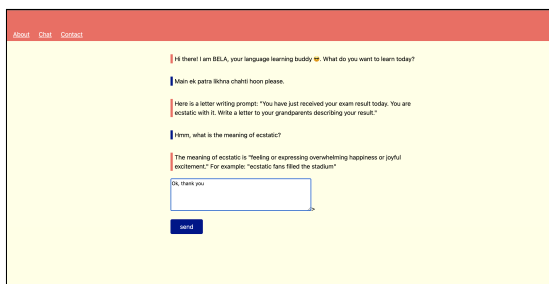 About Chat Contact
Hi there! I am BELA, your language learning buddy 😎. What do you want to learn today?
Main ek patra likhna chahti hoon please.
Here is a letter writing prompt: "You have just received your exam result today. You are
ecstatic with it. Write a letter to your grandparents describing your result."
Hmm, what is the meaning of ecstatic?
The meaning of ecstatic is "feeling or expressing overwhelming happiness or joyful
excitement." For example: "ecstatic fans filled the stadium"
Ok, thank you
>
send